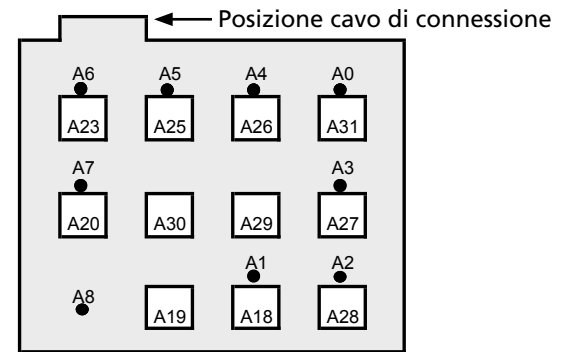 Posizione cavo di connessione
A6 A5 A4 A0
A23 A25 A26 A31
A7 A3
A20 A30 A29 A27
A1 A2
A8
A19 A18 A28